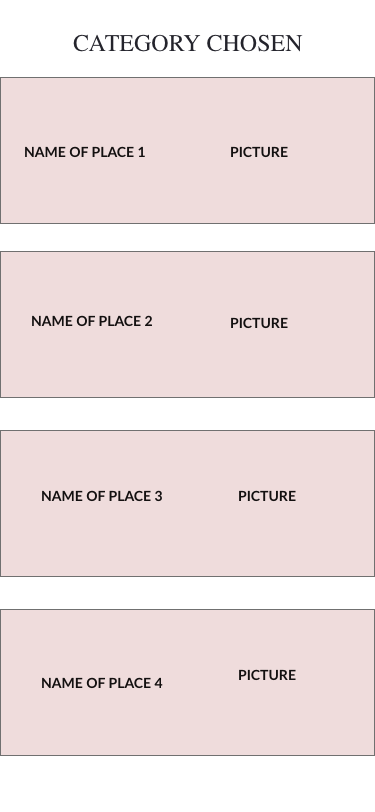 CATEGORY CHOSEN
NAME OF PLACE 1 PICTURE
NAME OF PLACE 2 PICTURE
NAME OF PLACE 3 PICTURE
NAME OF PLACE 4 PICTURE